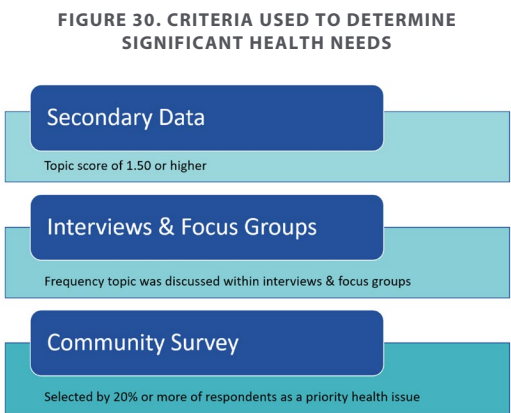 FIGURE 30. CRITERIA USED TO DETERMINE
SIGNIFICANT HEALTH NEEDS
Secondary Data
Topic score of 1.50 or higher
Interviews & Focus Groups
Frequency topic was discussed within interviews & focus groups
Community Survey
Selected by 20% or more of respondents as a priority health issue